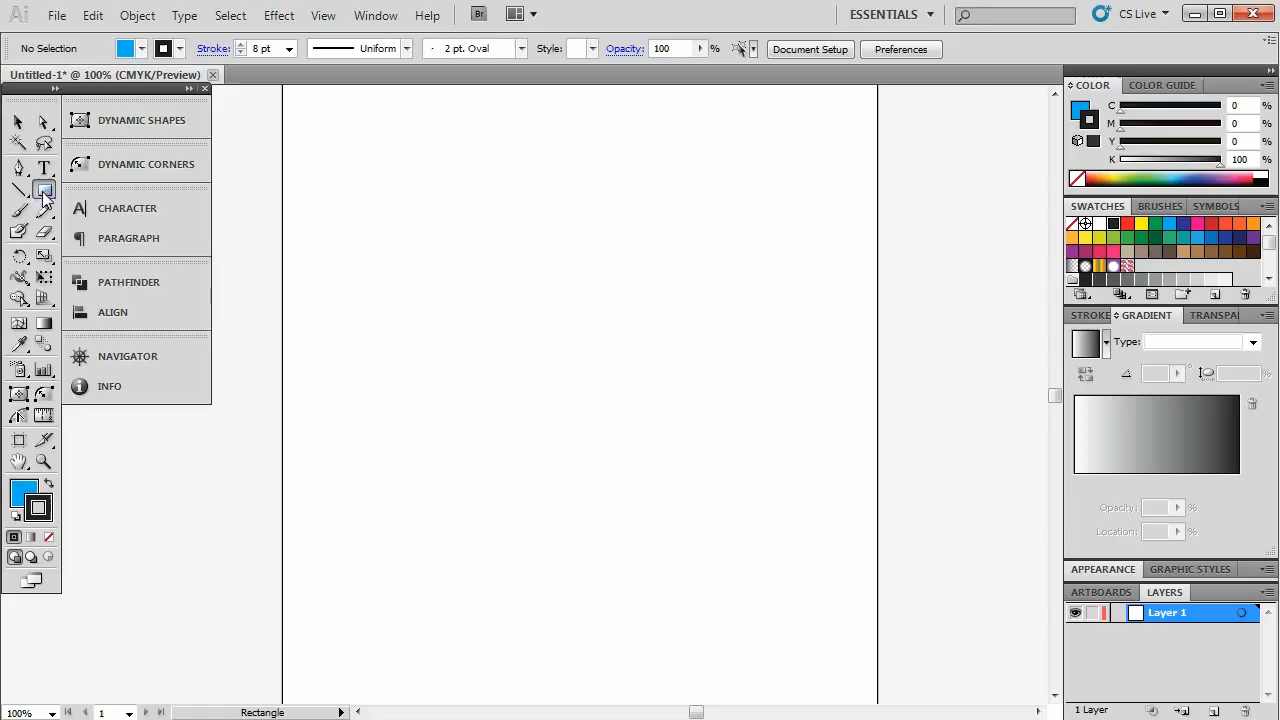 Ai File Edit Object Type Select Effect View Window Help Br ESSENTIALS CS Live
No Selection Stroke: 8 pt Uniform 2 pt. Oval Style: Opacity: 100 % Document Setup Preferences
Untitled-1* @ 100% (CMYK/Preview)
DYNAMIC SHAPES
DYNAMIC CORNERS
CHARACTER
PARAGRAPH
PATHFINDER
ALIGN
NAVIGATOR
INFO
COLOR COLOR GUIDE
C 0 %
M 0 %
Y 0 %
K 100 %
SWATCHES BRUSHES SYMBOLS
STROKE GRADIENT TRANSPA
Type:
%
Opacity: %
Location: %
APPEARANCE GRAPHIC STYLES
ARTBOARDS LAYERS
Layer 1
1 Layer
100% 1 Rectangle